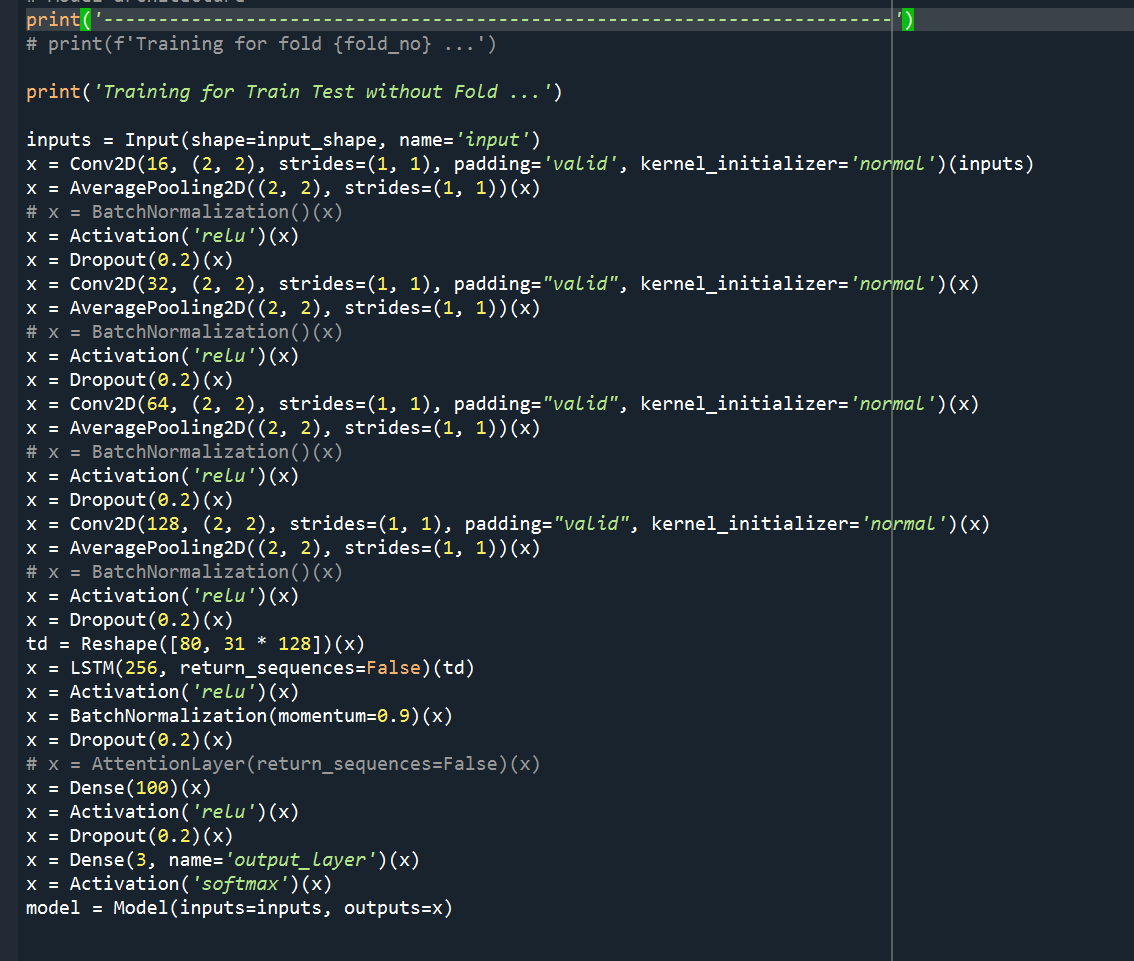 # Model architecture
print('------------------------------------------------------------------------')
# print(f'Training for fold {fold_no} ...')
print('Training for Train Test without Fold ...')
inputs = Input(shape=input_shape, name='input')
x = Conv2D(16, (2, 2), strides=(1, 1), padding='valid', kernel_initializer='normal')(inputs)
x = AveragePooling2D((2, 2), strides=(1, 1))(x)
# x = BatchNormalization()(x)
x = Activation('relu')(x)
x = Dropout(0.2)(x)
x = Conv2D(32, (2, 2), strides=(1, 1), padding="valid", kernel_initializer='normal')(x)
x = AveragePooling2D((2, 2), strides=(1, 1))(x)
# x = BatchNormalization()(x)
x = Activation('relu')(x)
x = Dropout(0.2)(x)
x = Conv2D(64, (2, 2), strides=(1, 1), padding="valid", kernel_initializer='normal')(x)
x = AveragePooling2D((2, 2), strides=(1, 1))(x)
# x = BatchNormalization()(x)
x = Activation('relu')(x)
x = Dropout(0.2)(x)
x = Conv2D(128, (2, 2), strides=(1, 1), padding="valid", kernel_initializer='normal')(x)
x = AveragePooling2D((2, 2), strides=(1, 1))(x)
# x = BatchNormalization()(x)
x = Activation('relu')(x)
x = Dropout(0.2)(x)
td = Reshape([80, 31 * 128])(x)
x = LSTM(256, return_sequences=False)(td)
x = Activation('relu')(x)
x = BatchNormalization(momentum=0.9)(x)
x = Dropout(0.2)(x)
# x = AttentionLayer(return_sequences=False)(x)
x = Dense(100)(x)
x = Activation('relu')(x)
x = Dropout(0.2)(x)
x = Dense(3, name='output_layer')(x)
x = Activation('softmax')(x)
model = Model(inputs=inputs, outputs=x)